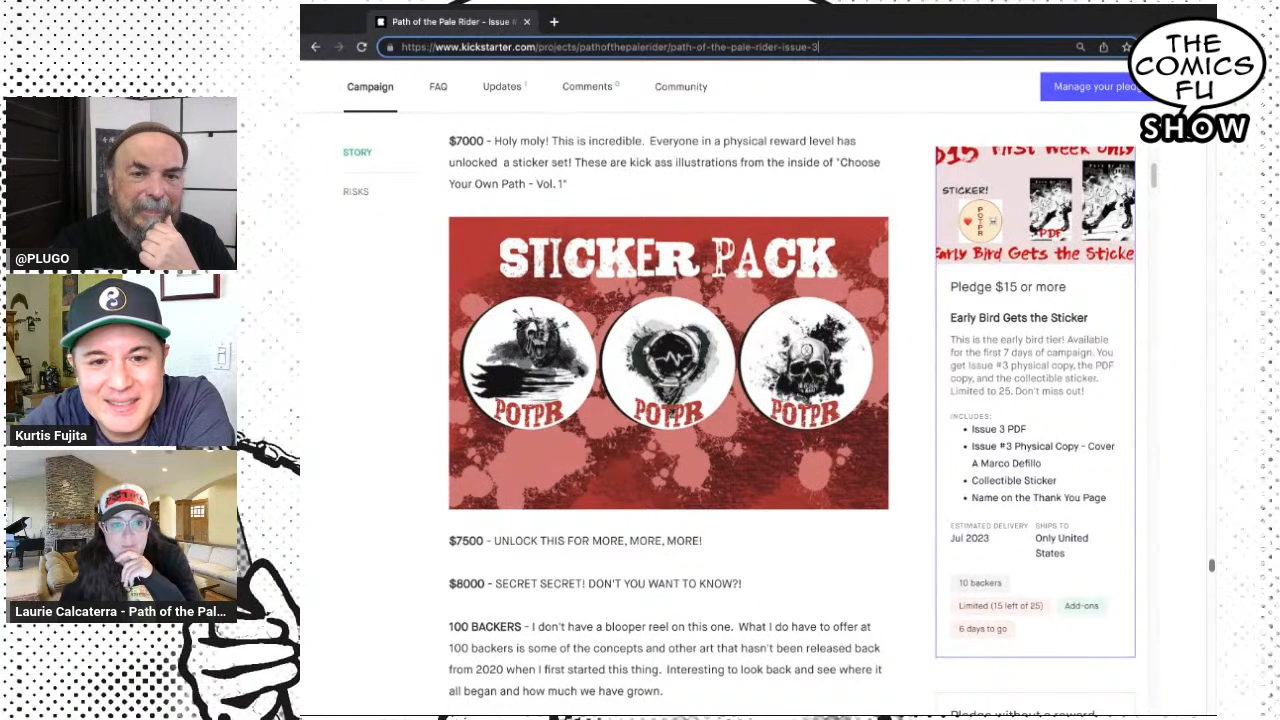 Path of the Pale Rider - Issue #
https://www.kickstarter.com/projects/pathofthepalerider/path-of-the-pale-rider-issue-3
THE
COMICS
FU
SHOW
Campaign
FAQ
Updates 1
Comments 0
Community
Manage your pledg
STORY
RISKS
$7000 - Holy moly! This is incredible. Everyone in a physical reward level has
unlocked a sticker set! These are kick ass illustrations from the inside of "Choose
Your Own Path - Vol. 1"
STICKER PACK
POTPR
POTPR
POTPR
$7500 - UNLOCK THIS FOR MORE, MORE, MORE!
$8000 - SECRET SECRET! DON'T YOU WANT TO KNOW?!
100 BACKERS - I don't have a blooper reel on this one. What I do have to offer at
100 backers is some of the concepts and other art that hasn't been released back
from 2020 when I first started this thing. Interesting to look back and see where it
all began and how much we have grown.
$15 First Week Only
STICKER!
POTPR
PDF
Early Bird Gets the Sticke
Pledge $15 or more
Early Bird Gets the Sticker
This is the early bird tier! Available
for the first 7 days of campaign. You
get Issue #3 physical copy, the PDF
copy, and the collectible sticker.
Limited to 25. Don't miss out!
INCLUDES:
• Issue 3 PDF
• Issue #3 Physical Copy - Cover
A Marco Defillo
• Collectible Sticker
• Name on the Thank You Page
ESTIMATED DELIVERY
Jul 2023
SHIPS TO
Only United
States
10 backers
Limited (15 left of 25)
Add-ons
6 days to go
Pledge without a reward
@PLUGO
Kurtis Fujita
Laurie Calcaterra - Path of the Pal...